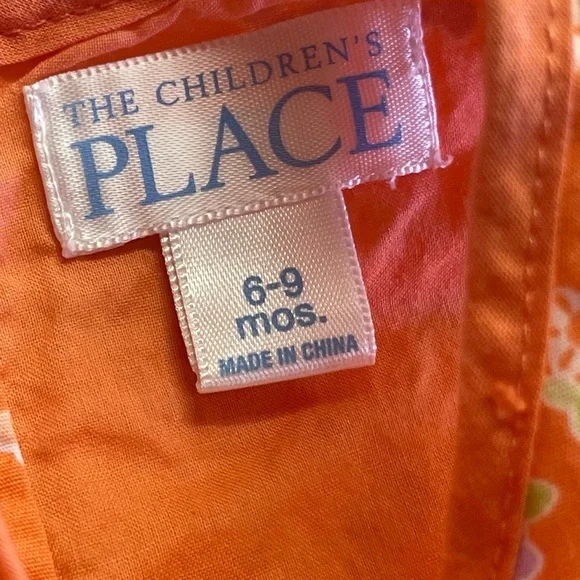 THE CHILDREN'S
PLACE
6-9
mos.
MADE IN CHINA